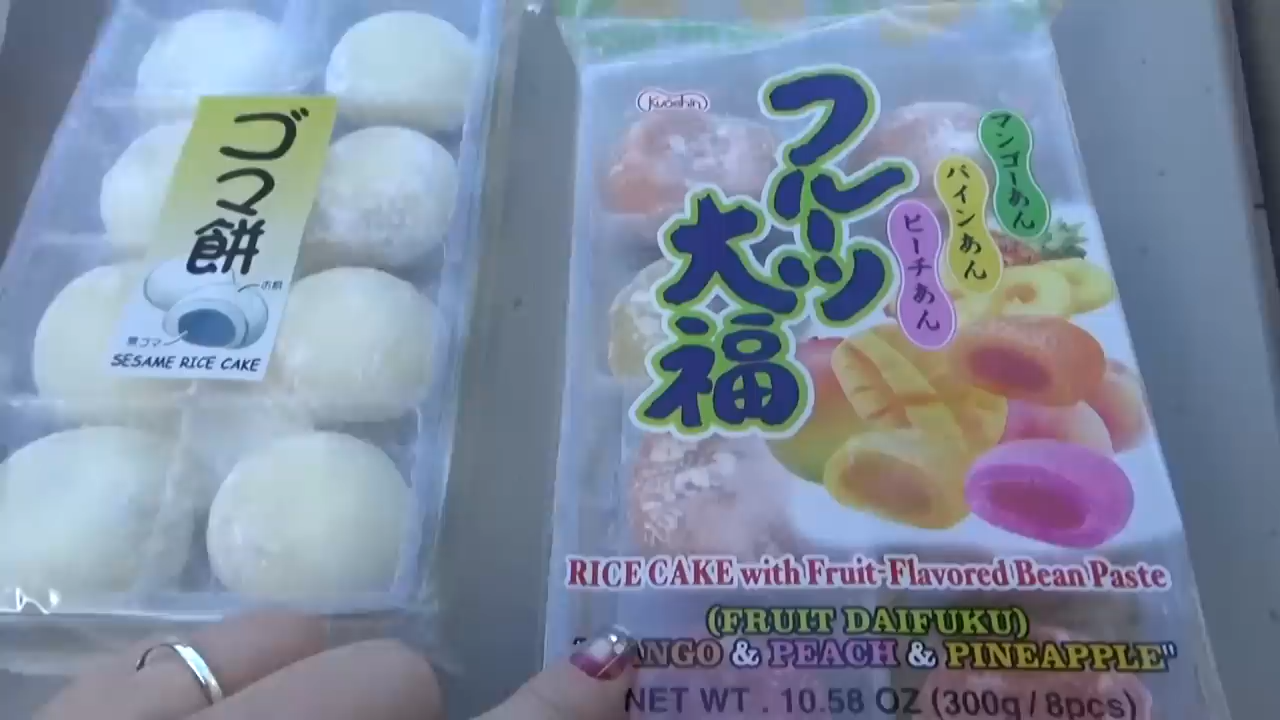 ゴマ餅
お餅
黒ゴマ
SESAME RICE CAKE
Kuoshin
フルーツ
大福
マンゴーあん
パインあん
ピーチあん
RICE CAKE with Fruit-Flavored Bean Paste
(FRUIT DAIFUKU)
ANGO & PEACH & PINEAPPLE"
NET WT. 10.58 OZ (300g / 8pcs)